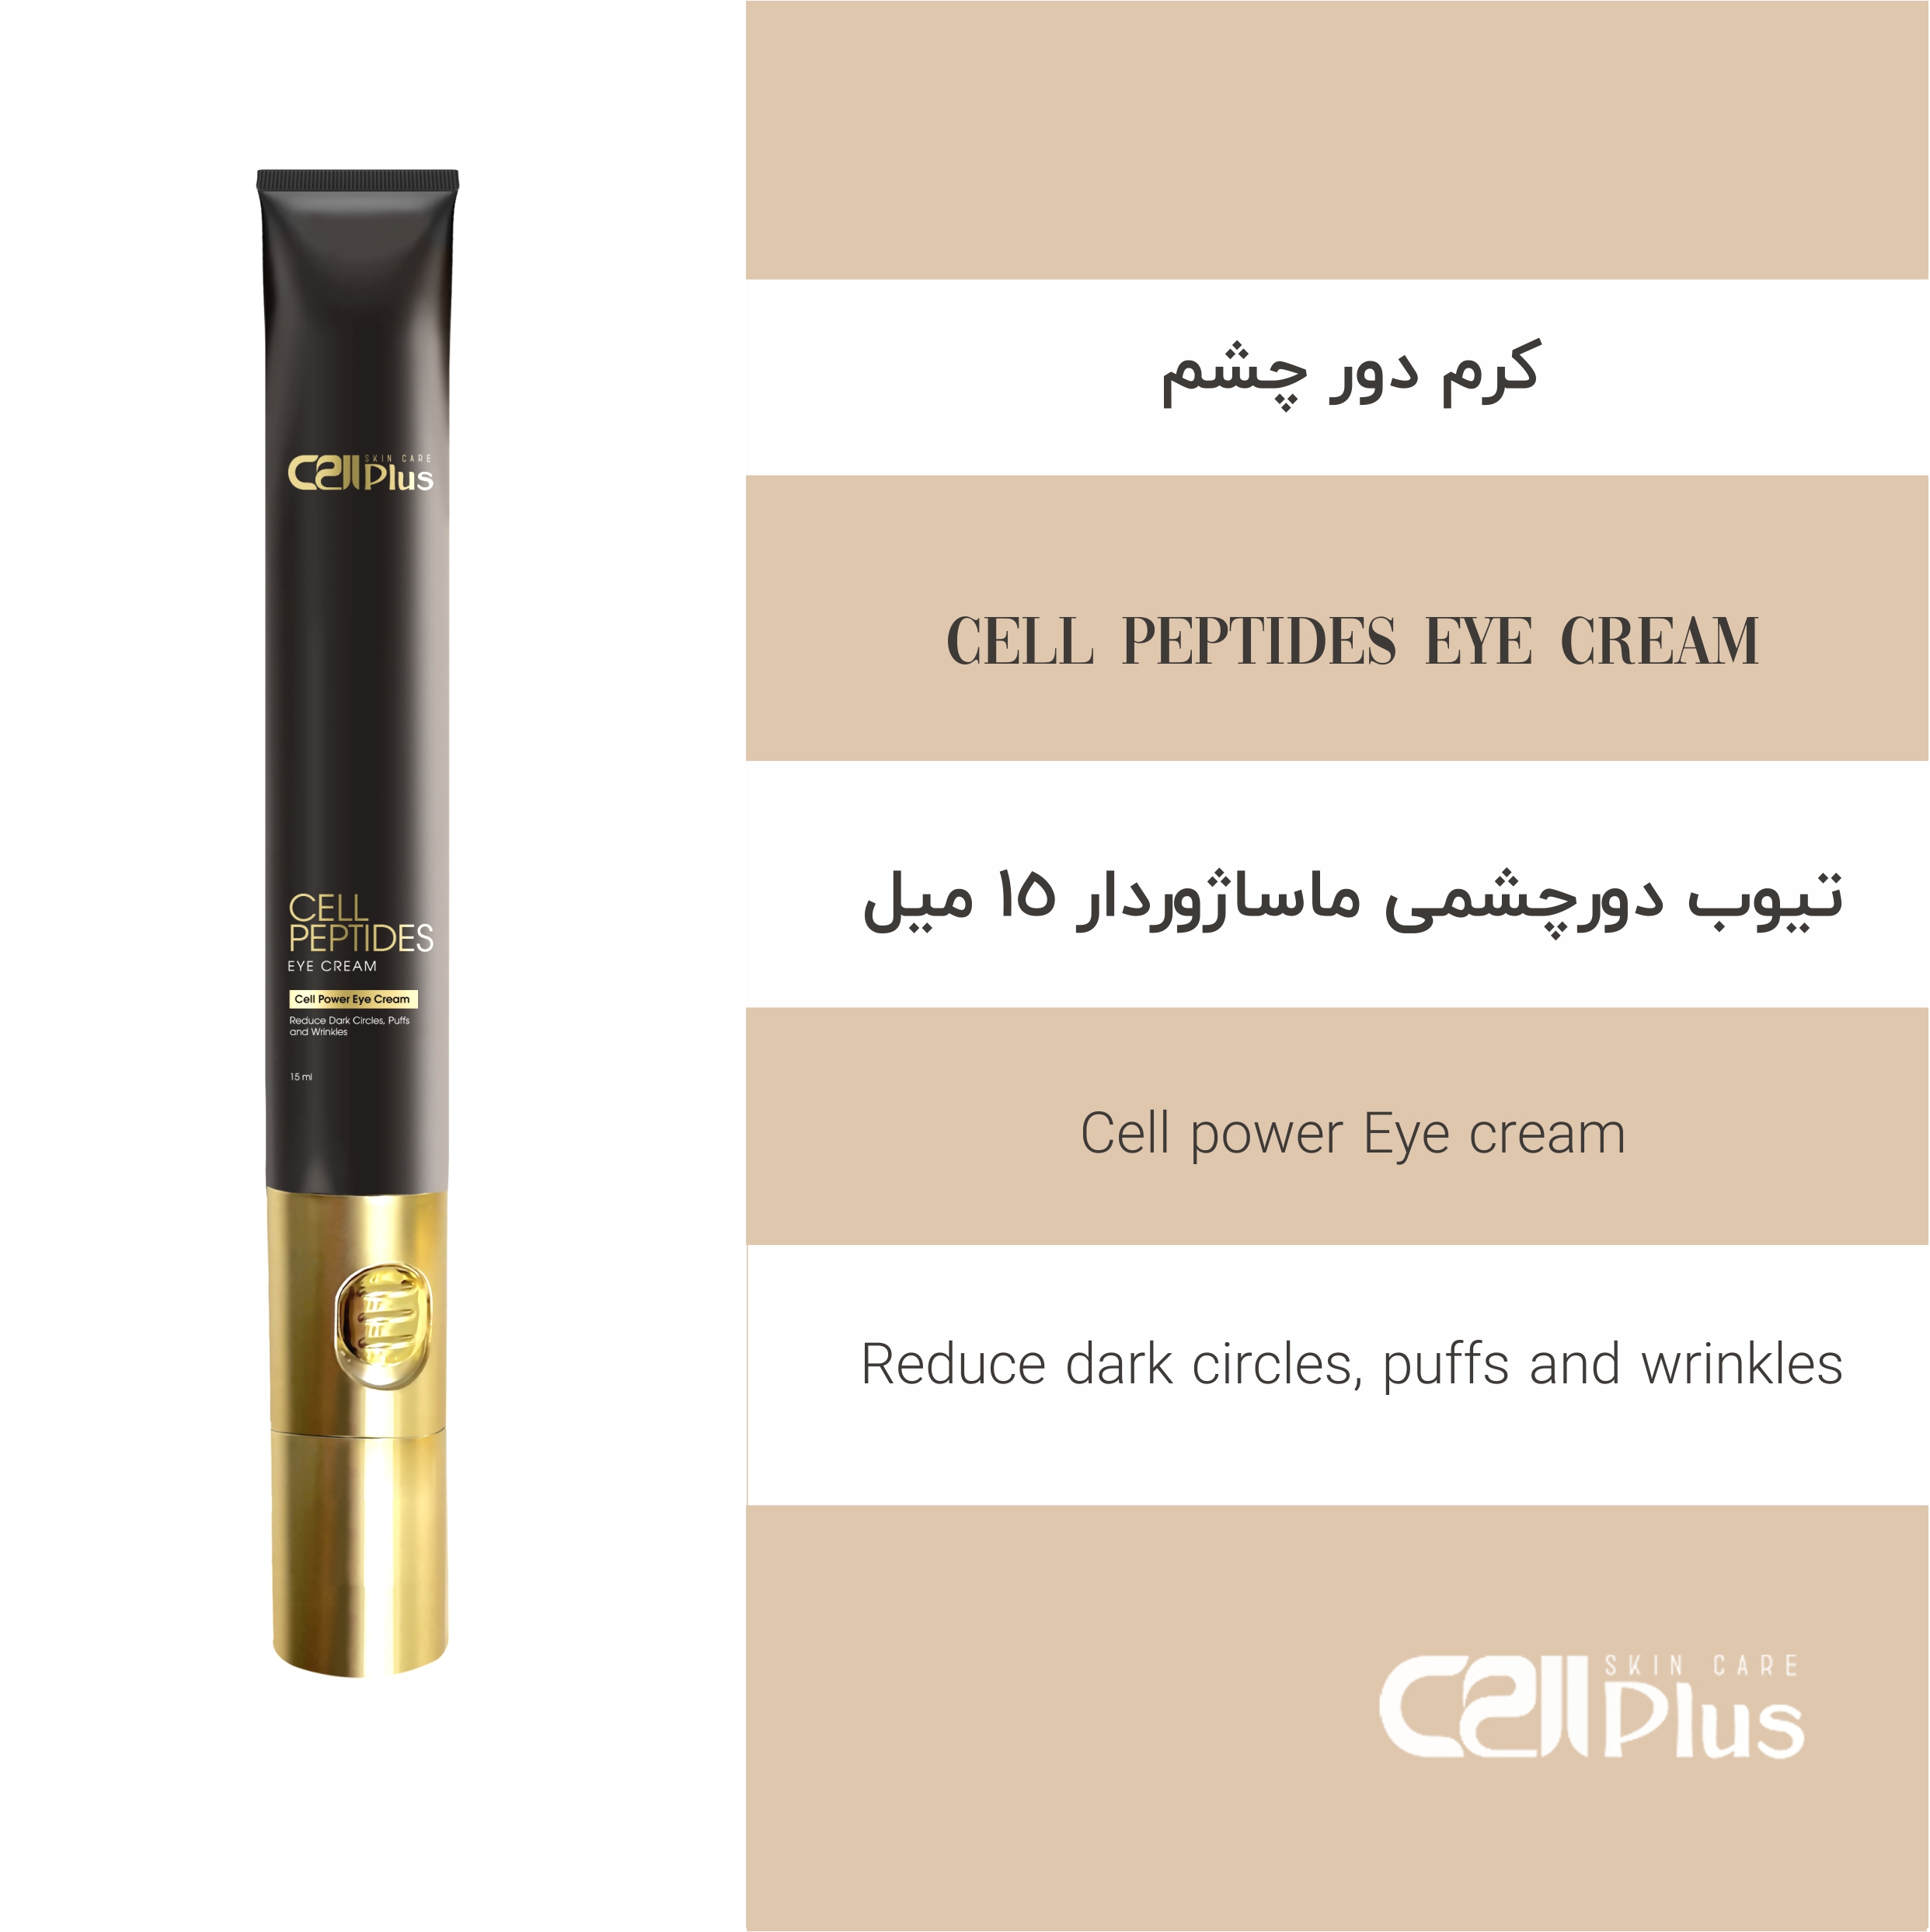 SKIN CARE
Cell Plus
CELL
PEPTIDES
EYE CREAM
Cell Power Eye Cream
Reduce Dark Circles, Puffs
and Wrinkles
15 ml
کرم دور چشم
CELL PEPTIDES EYE CREAM
تیوب دورچشمی ماساژوردار ۱۵ میل
Cell power Eye cream
Reduce dark circles, puffs and wrinkles
SKIN CARE
Cell Plus